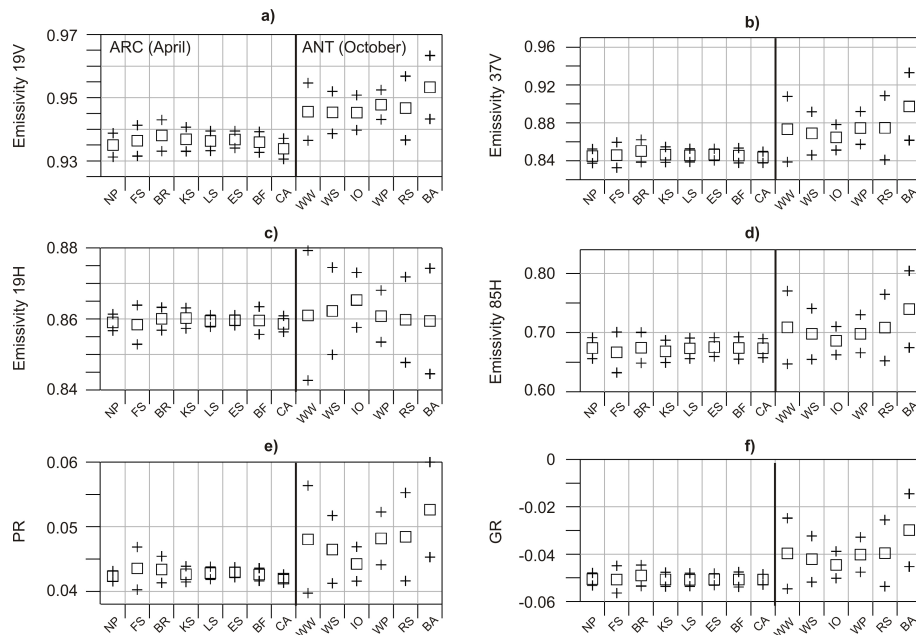 a)
Emissivity 19V
0.97
0.95
0.93
ARC (April)
ANT (October)
NP FS BR KS LS ES BF CA WW WS IO WP RS BA
b)
Emissivity 37V
0.96
0.92
0.88
0.84
NP FS BR KS LS ES BF CA WW WS IO WP RS BA
c)
Emissivity 19H
0.88
0.86
0.84
NP FS BR KS LS ES BF CA WW WS IO WP RS BA
d)
Emissivity 85H
0.80
0.70
0.60
NP FS BR KS LS ES BF CA WW WS IO WP RS BA
e)
PR
0.06
0.05
0.04
NP FS BR KS LS ES BF CA WW WS IO WP RS BA
f)
GR
0
-0.02
-0.04
-0.06
NP FS BR KS LS ES BF CA WW WS IO WP RS BA